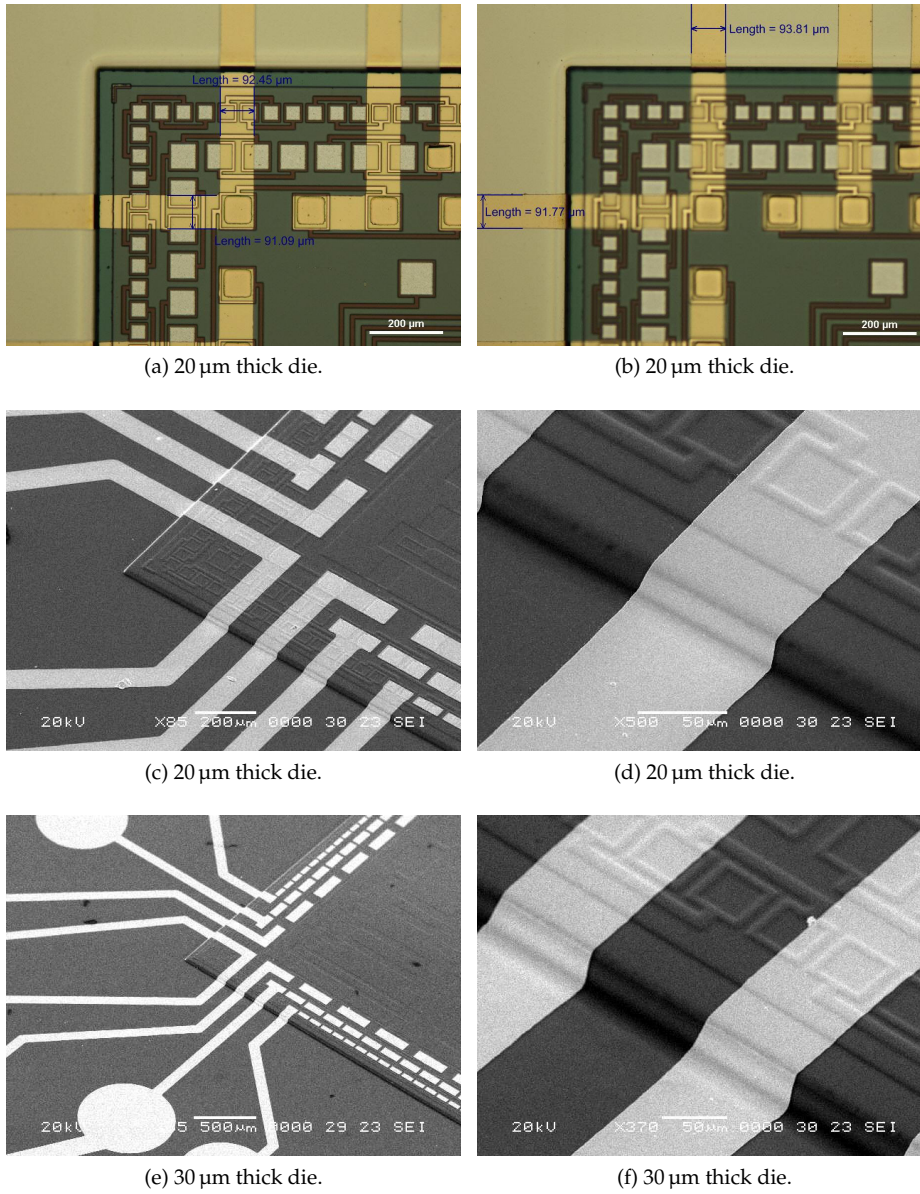 Length = 92.45 µm
Length = 91.09 µm
200 µm
Length = 93.81 µm
Length = 91.77 µm
200 µm
(a) 20 µm thick die.
(b) 20 µm thick die.
20kV X85 200µm 0000 30 23 SEI
20kV X500 50µm 0000 30 23 SEI
(c) 20 µm thick die.
(d) 20 µm thick die.
20kV 500µm 0000 29 23 SEI
20kV X370 50µm 0000 30 23 SEI
(e) 30 µm thick die.
(f) 30 µm thick die.